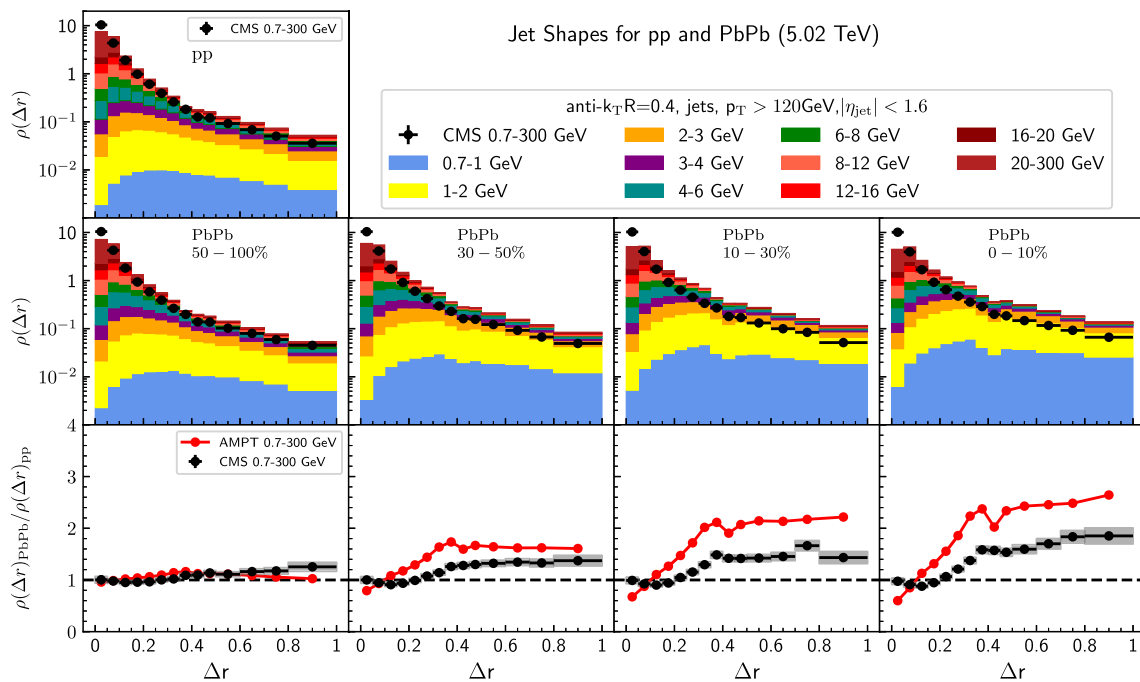 Jet Shapes for pp and PbPb (5.02 TeV)
CMS 0.7-300 GeV
pp
ρ(Δr)
10
1
10⁻¹
10⁻²
anti-k_T R=0.4, jets, p_T > 120GeV,|η_jet| < 1.6
CMS 0.7-300 GeV
0.7-1 GeV
1-2 GeV
2-3 GeV
3-4 GeV
4-6 GeV
6-8 GeV
8-12 GeV
12-16 GeV
16-20 GeV
20-300 GeV
ρ(Δr)
10
1
10⁻¹
10⁻²
PbPb
50 − 100%
PbPb
30 − 50%
PbPb
10 − 30%
PbPb
0 − 10%
ρ(Δr)_PbPb/ρ(Δr)_pp
4
3
2
1
0
AMPT 0.7-300 GeV
CMS 0.7-300 GeV
0 0.2 0.4 0.6 0.8 1
0 0.2 0.4 0.6 0.8 1
0 0.2 0.4 0.6 0.8 1
0 0.2 0.4 0.6 0.8 1
Δr
Δr
Δr
Δr